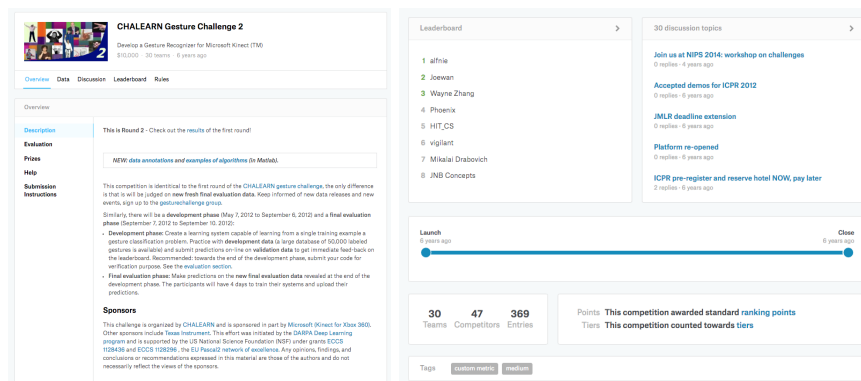 CHALEARN Gesture Challenge 2
Develop a Gesture Recognizer for Microsoft Kinect (TM)
$10,000 · 30 teams · 6 years ago
2
Overview Data Discussion Leaderboard Rules
Overview
Description
Evaluation
Prizes
Help
Submission
Instructions
This is Round 2 - Check out the results of the first round!
NEW: data annotations and examples of algorithms (in Matlab).
This competition is identitical to the first round of the CHALEARN gesture challenge, the only difference
is that is will be judged on new fresh final evaluation data. Keep informed of new data releases and new
events, sign up to the gesturechallenge group.
Similarly, there will be a development phase (May 7, 2012 to September 6, 2012) and a final evaluation
phase (September 7, 2012 to September 10, 2012):
• Development phase: Create a learning system capable of learning from a single training example a
gesture classification problem. Practice with development data (a large database of 50,000 labeled
gestures is available) and submit predictions on-line on validation data to get immediate feed-back on
the leaderboard. Recommended: towards the end of the development phase, submit your code for
verification purpose. See the evaluation section.
• Final evaluation phase: Make predictions on the new final evaluation data revealed at the end of the
development phase. The participants will have 4 days to train their systems and upload their
predictions.
Sponsors
This challenge is organized by CHALEARN and is sponsored in part by Microsoft (Kinect for Xbox 360).
Other sponsors include Texas Instrument. This effort was initiated by the DARPA Deep Learning
program and is supported by the US National Science Foundation (NSF) under grants ECCS
1128436 and ECCS 1128296 , the EU Pascal2 network of excellence. Any opinions, findings, and
conclusions or recommendations expressed in this material are those of the authors and do not
necessarily reflect the views of the sponsors.
Leaderboard
1 alfnie
2 Joewan
3 Wayne Zhang
4 Phoenix
5 HIT_CS
6 vigilant
7 Mikalai Drabovich
8 JNB Concepts
30 discussion topics
Join us at NIPS 2014: workshop on challenges
0 replies · 4 years ago
Accepted demos for ICPR 2012
0 replies · 6 years ago
JMLR deadline extension
0 replies · 6 years ago
Platform re-opened
0 replies · 6 years ago
ICPR pre-register and reserve hotel NOW, pay later
2 replies · 6 years ago
Launch
6 years ago
Close
6 years ago
30 47 369
Teams Competitors Entries
Points This competition awarded standard ranking points
Tiers This competition counted towards tiers
Tags custom metric medium